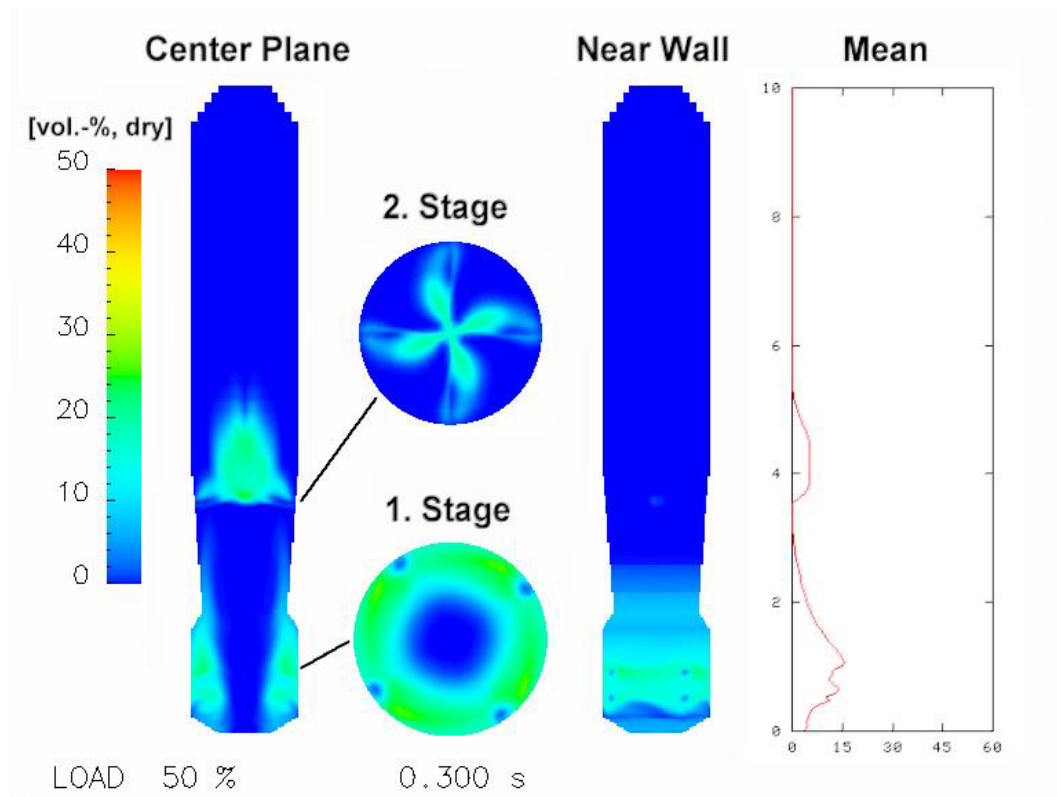 Center Plane
Near Wall
Mean
[vol.-%, dry]
50
40
30
20
10
0
2. Stage
1. Stage
10
8
6
4
2
0
0 15 30 45 60
LOAD 50 % 0.300 s